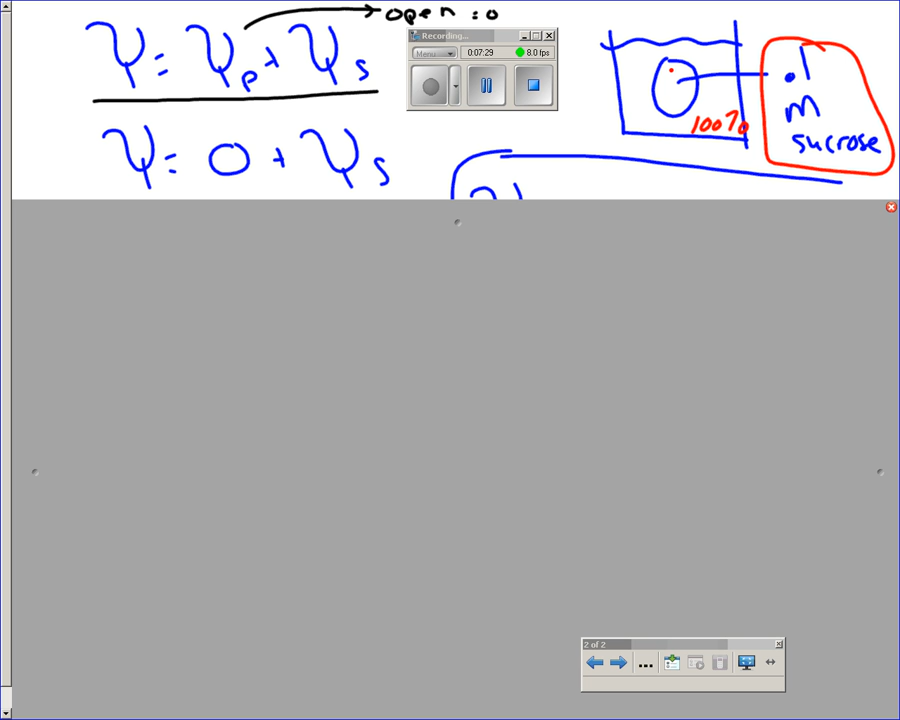 open = 0
Ψ = Ψp + Ψs
Recording...
Menu
0:07:29
8.0 fps
.1
m
sucrose
100%
Ψ = 0 + Ψs
2 of 2
...